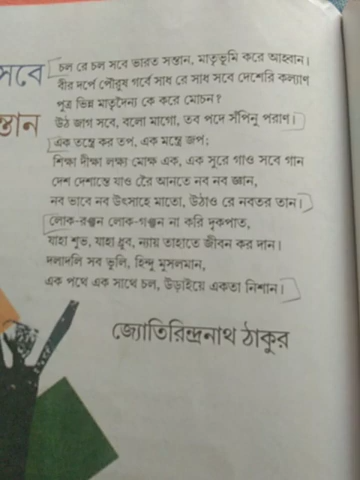 সবে
ন্তান
চল রে চল সবে ভারত সন্তান, মাতৃভূমি করে আহ্বান।
বীর দর্পে পৌরুষ গর্বে সাধ রে সাধ সবে দেশেরি কল্যাণ
পুত্র ভিন্ন মাতৃদৈন্য কে করে মোচন?
উঠ জাগ সবে, বলো মাগো, তব পদে সঁপিনু পরাণ।
এক তন্ত্রে কর তপ, এক মন্ত্রে জপ;
শিক্ষা দীক্ষা লক্ষ্য মোক্ষ এক, এক সুরে গাও সবে গান
দেশ দেশান্তে যাও রে আনতে নব নব জ্ঞান,
নব ভাবে নব উৎসাহে মাতো, উঠাও রে নবতর তান।
লোক-রঞ্জন লোক-গঞ্জন না করি দৃকপাত,
যাহা শুভ, যাহা ধ্রুব, ন্যায় তাহাতে জীবন কর দান।
দলাদলি সব ভুলি, হিন্দু মুসলমান,
এক পথে এক সাথে চল, উড়াইয়ে একতা নিশান।
জ্যোতিরিন্দ্রনাথ ঠাকুর